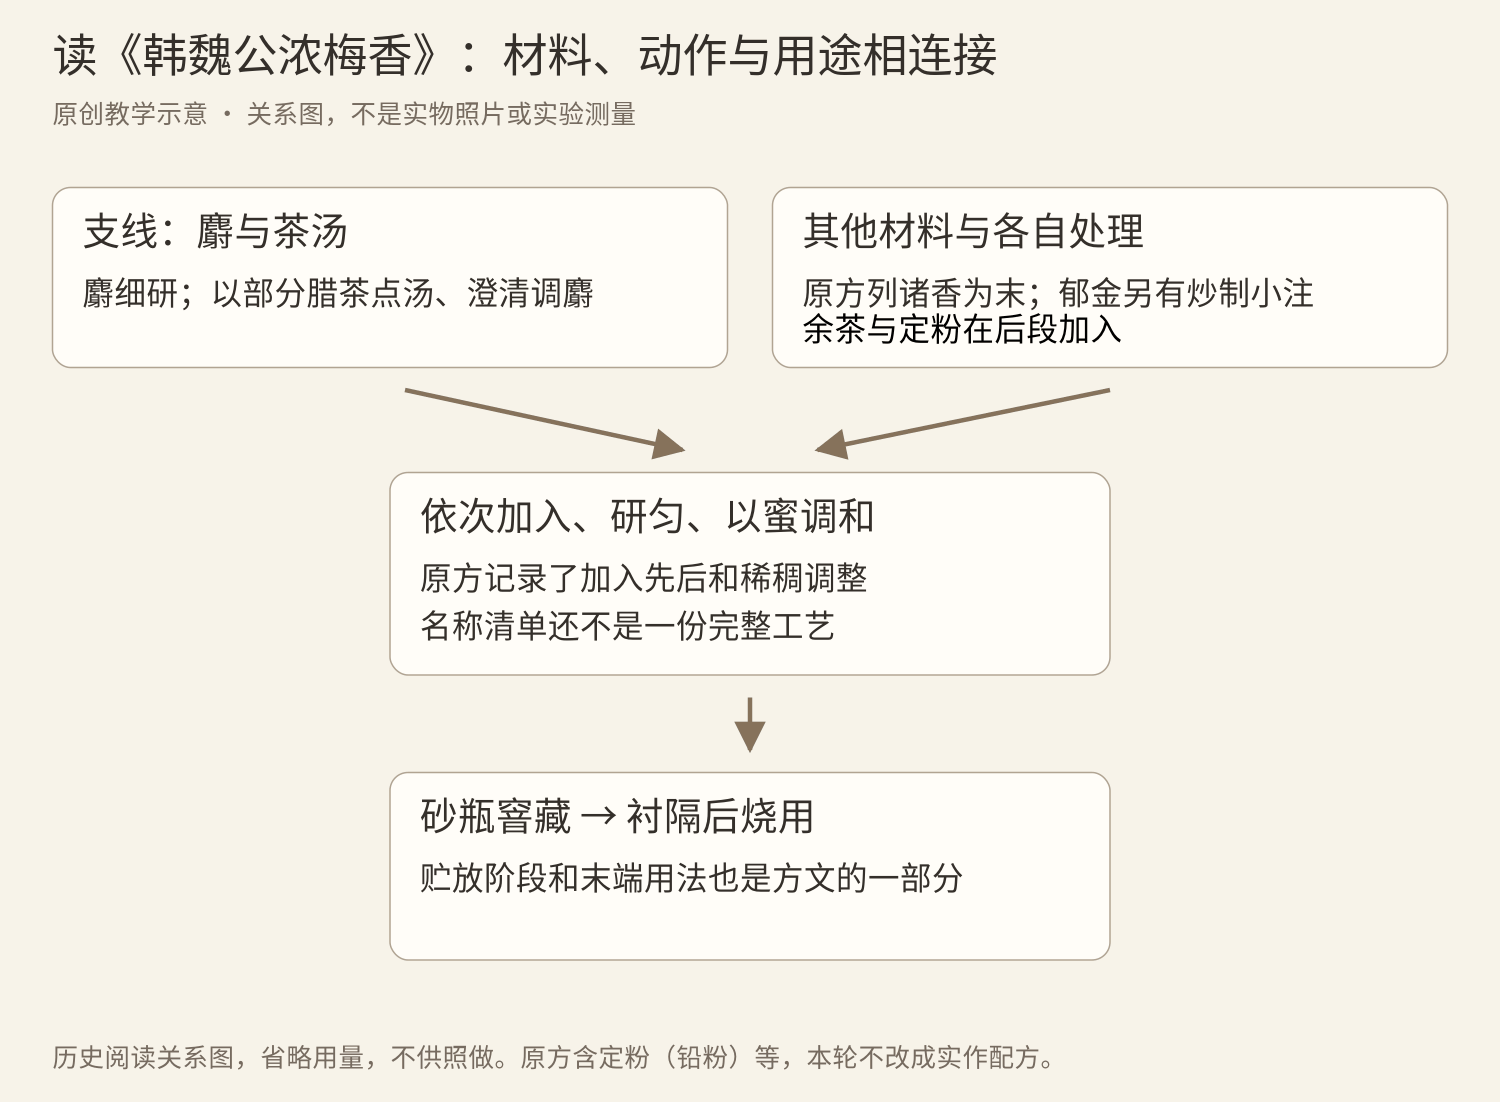 读《韩魏公浓梅香》：材料、动作与用途相连接
原创教学示意 · 关系图，不是实物照片或实验测量
支线：麝与茶汤
麝细研；以部分腊茶点汤、澄清调麝
其他材料与各自处理
原方列诸香为末；郁金另有炒制小注
余茶与定粉在后段加入
依次加入、研匀、以蜜调和
原方记录了加入先后和稀稠调整
名称清单还不是一份完整工艺
砂瓶窖藏 → 衬隔后烧用
贮放阶段和末端用法也是方文的一部分
历史阅读关系图，省略用量，不供照做。原方含定粉（铅粉）等，本轮不改成实作配方。